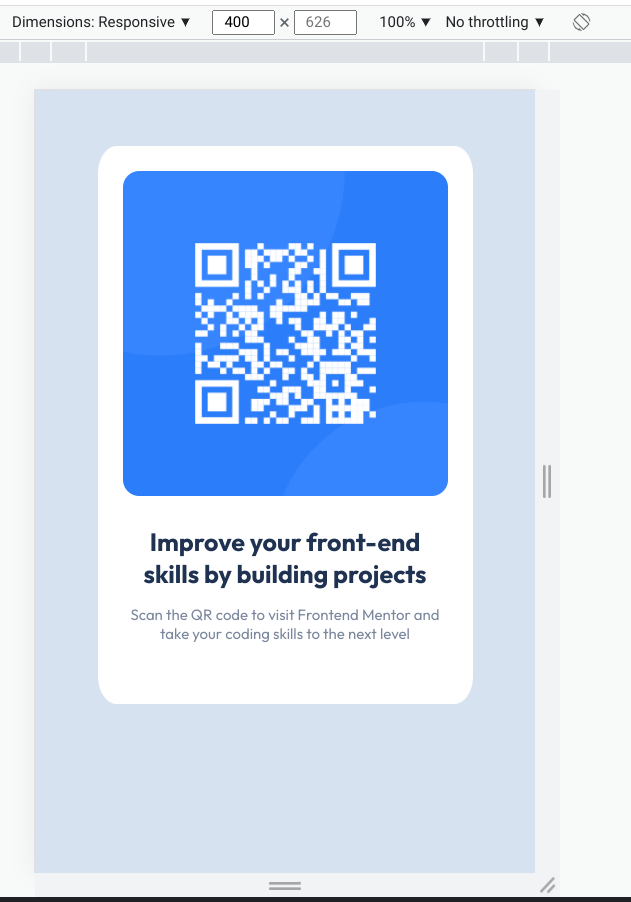 Dimensions: Responsive ▼ 400 × 626 100% ▼ No throttling ▼
Improve your front-end
skills by building projects
Scan the QR code to visit Frontend Mentor and
take your coding skills to the next level